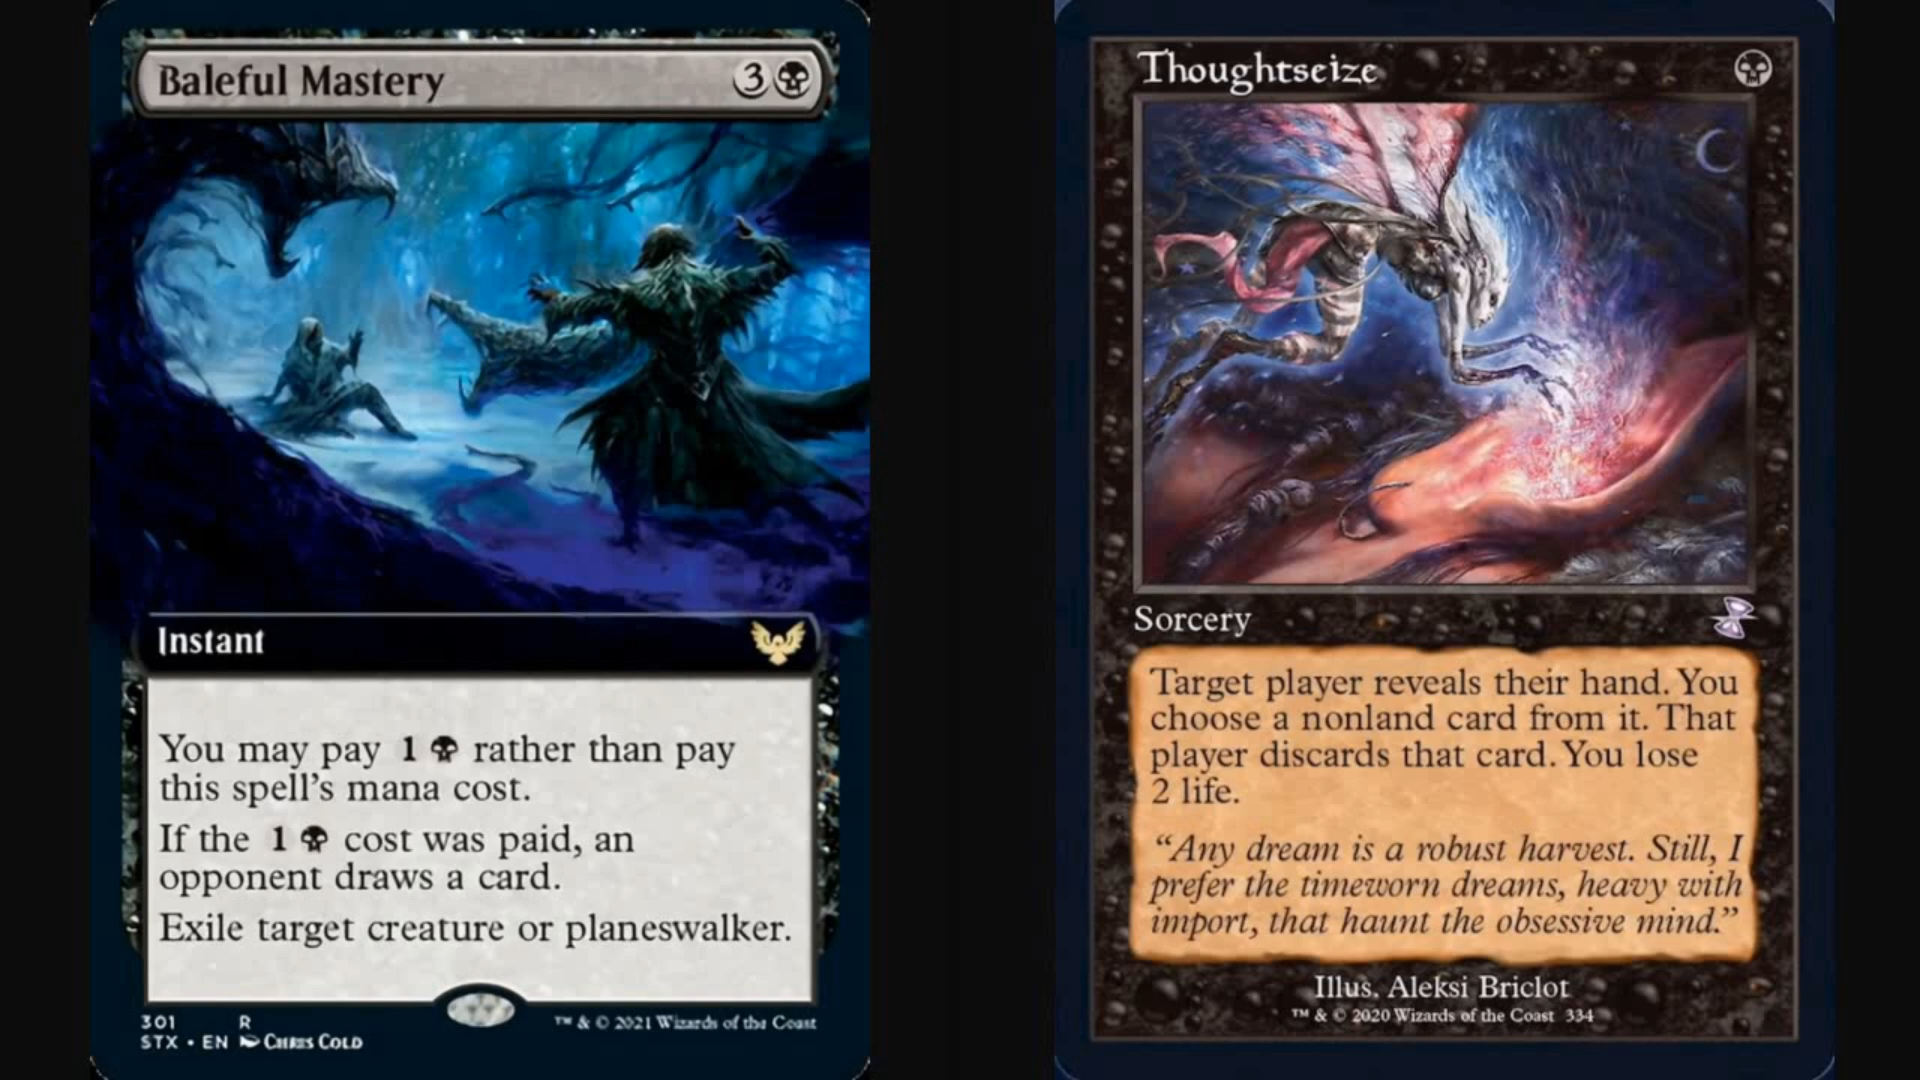 Baleful Mastery
3
Instant
You may pay 1 rather than pay
this spell's mana cost.
If the 1 cost was paid, an
opponent draws a card.
Exile target creature or planeswalker.
301 R
STX • EN Chris Cold
™ & © 2021 Wizards of the Coast
Thoughtseize
Sorcery
Target player reveals their hand. You
choose a nonland card from it. That
player discards that card. You lose
2 life.
“Any dream is a robust harvest. Still, I
prefer the timeworn dreams, heavy with
import, that haunt the obsessive mind.”
Illus. Aleksi Briclot
™ & © 2020 Wizards of the Coast 334